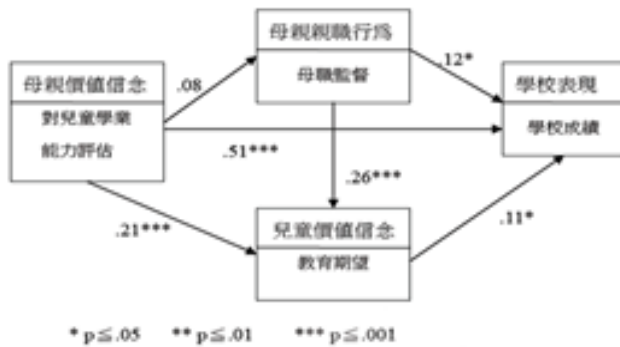 母親親職行為
母職監督
母親價值信念
對兒童學業
能力評估
學校表現
學校成績
.08
.12*
.51***
.26***
.21***
.11*
兒童價值信念
教育期望
* p≦.05 ** p≦.01 *** p≦.001